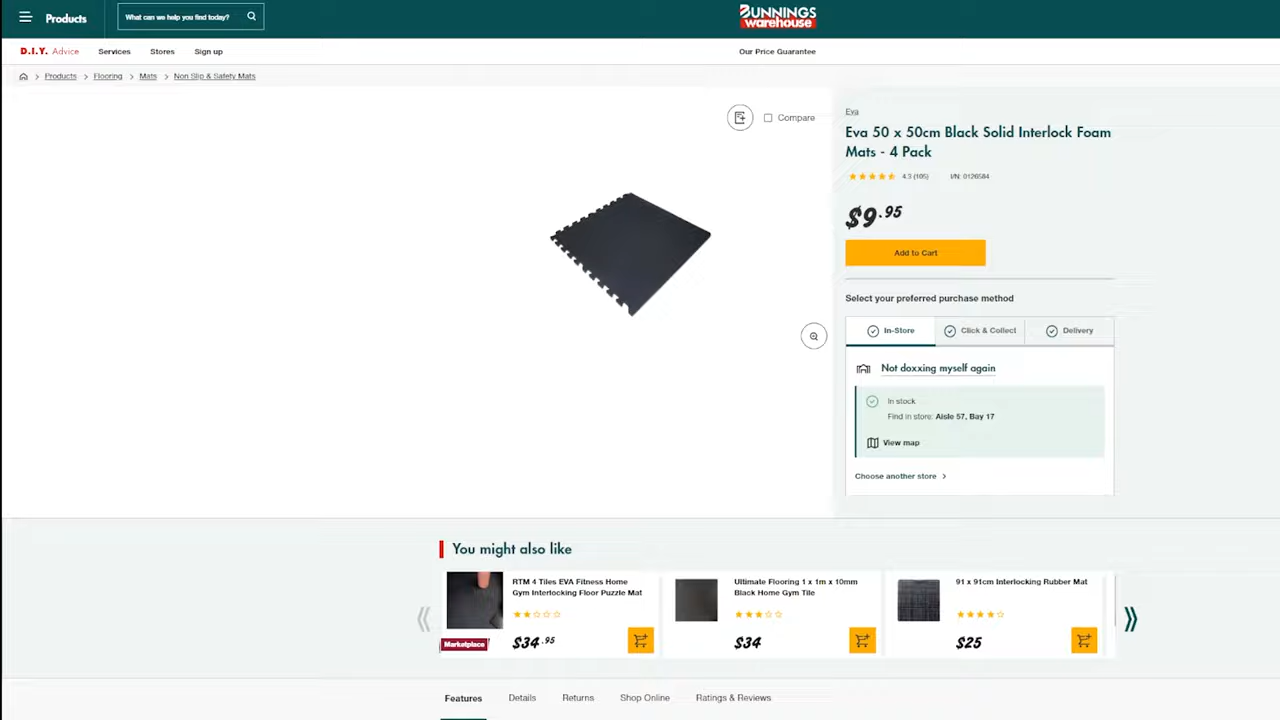 Products
What can we help you find today?
BUNNINGS
warehouse
D.I.Y. Advice
Services
Stores
Sign up
Our Price Guarantee
Products
Flooring
Mats
Non Slip & Safety Mats
Compare
Eva
Eva 50 x 50cm Black Solid Interlock Foam
Mats - 4 Pack
4.3 (105)
I/N: 0126584
$9.95
Add to Cart
Select your preferred purchase method
In-Store
Click & Collect
Delivery
Not doxxing myself again
In stock
Find in store: Aisle 57, Bay 17
View map
Choose another store
You might also like
RTM 4 Tiles EVA Fitness Home
Gym Interlocking Floor Puzzle Mat
Marketplace
$34.95
Ultimate Flooring 1 x 1m x 10mm
Black Home Gym Tile
$34
91 x 91cm Interlocking Rubber Mat
$25
Features
Details
Returns
Shop Online
Ratings & Reviews